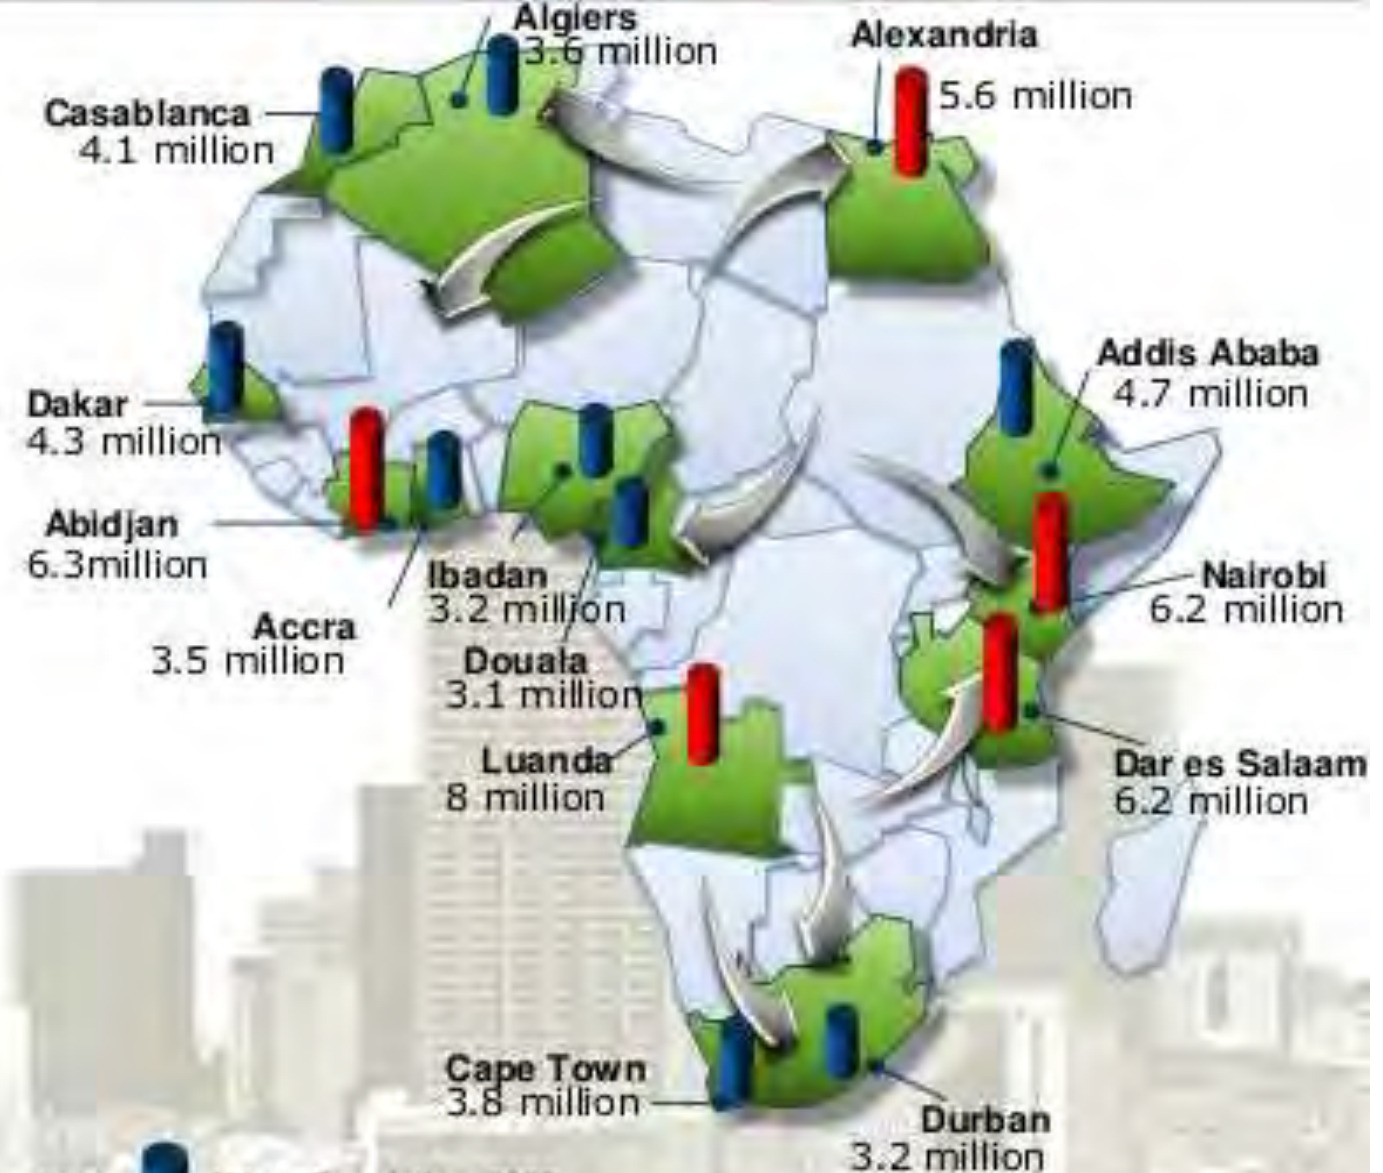 Algiers
3.6 million
Alexandria
5.6 million
Casablanca
4.1 million
Addis Ababa
4.7 million
Dakar
4.3 million
Abidjan
6.3million
Ibadan
3.2 million
Nairobi
6.2 million
Accra
3.5 million
Douala
3.1 million
Luanda
8 million
Dar es Salaam
6.2 million
Cape Town
3.8 million
Durban
3.2 million